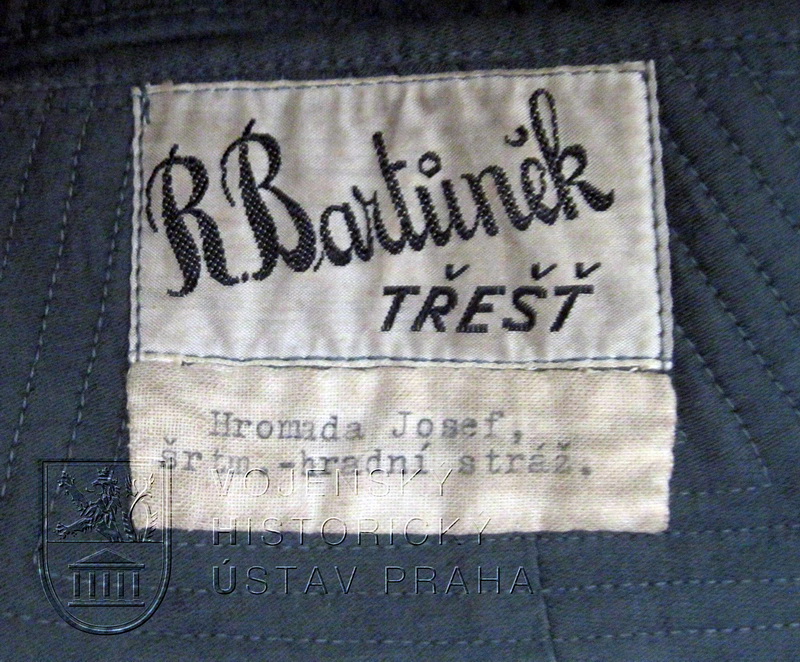 R. Bartůněk
TŘEŠŤ
Hromada Josef,
šrtm.-hradní stráž.
VOJENSKÝ
HISTORICKÝ
ÚSTAV PRAHA